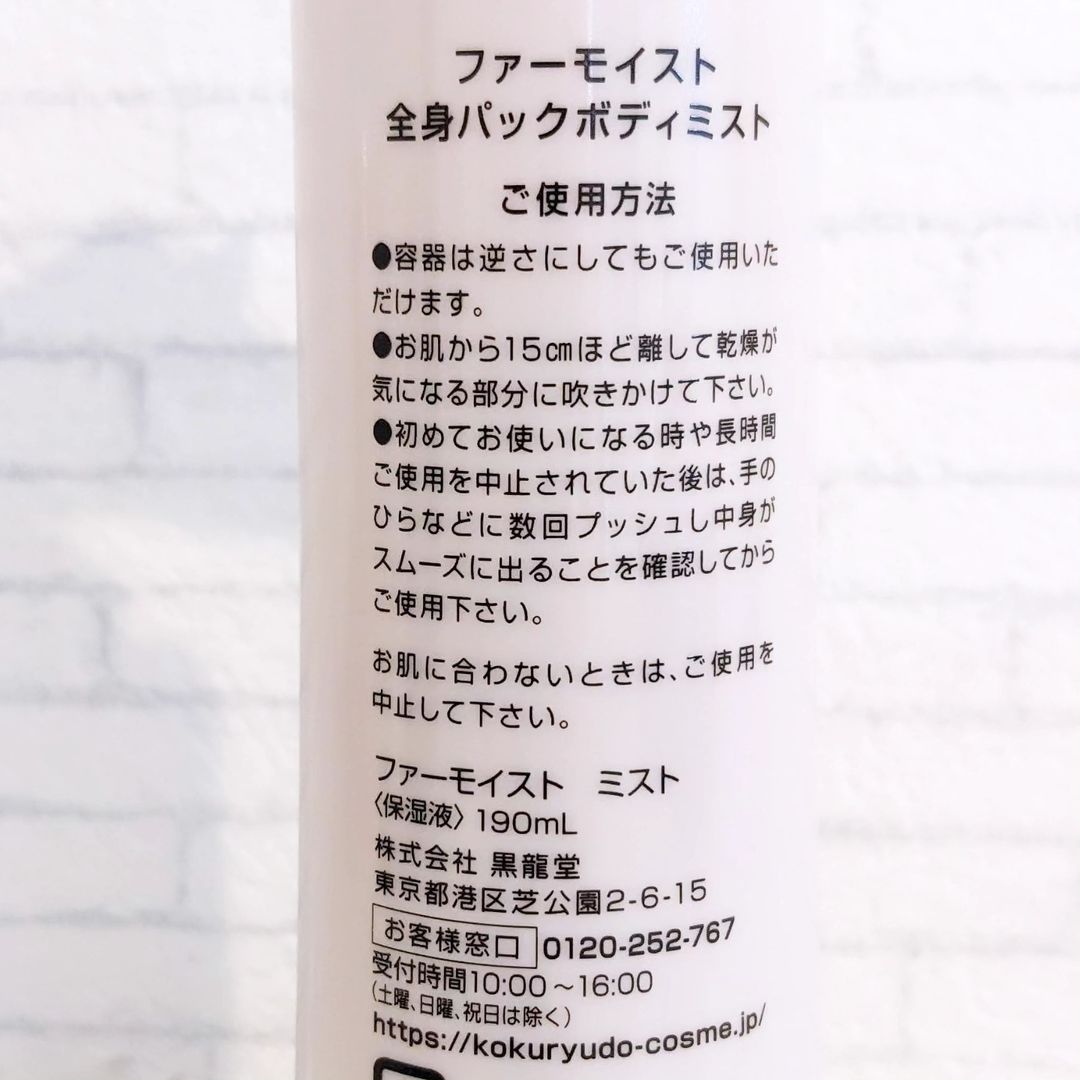 ファーモイスト
全身パックボディミスト
ご使用方法
●容器は逆さにしてもご使用いた
だけます。
●お肌から15㎝ほど離して乾燥が
気になる部分に吹きかけて下さい。
●初めてお使いになる時や長時間
ご使用を中止されていた後は、手の
ひらなどに数回プッシュし中身が
スムーズに出ることを確認してから
ご使用下さい。
お肌に合わないときは、ご使用を
中止して下さい。
ファーモイスト ミスト
〈保湿液〉190mL
株式会社 黒龍堂
東京都港区芝公園2-6-15
お客様窓口 0120-252-767
受付時間10:00～16:00
(土曜、日曜、祝日は除く)
https://kokuryudo-cosme.jp/